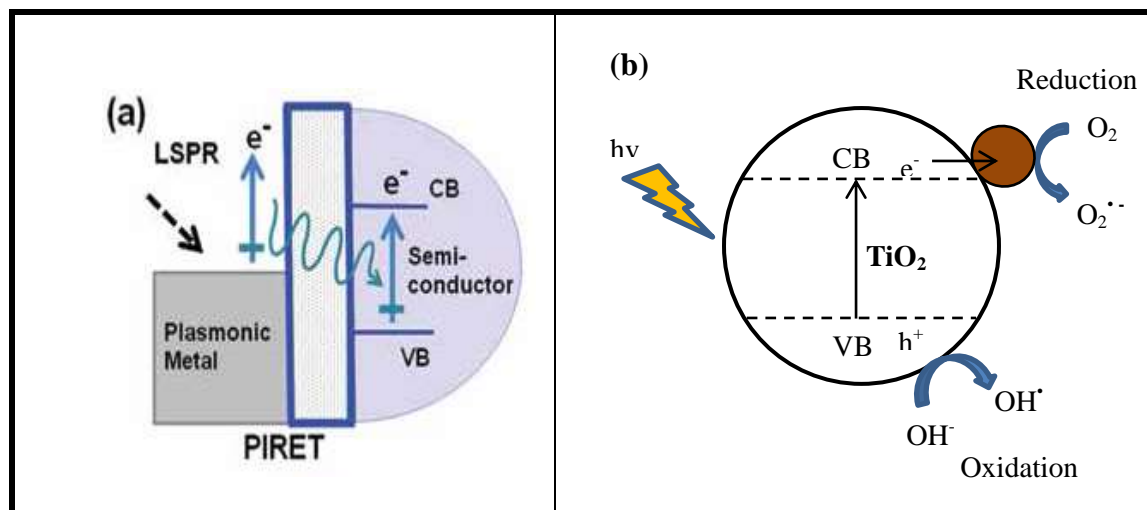 (a)
LSPR
e-
e-
CB
Semi-
conductor
Plasmonic
Metal
VB
PIRET
(b)
Reduction
hν
CB
e-
O₂
O₂•-
TiO₂
VB
h⁺
OH•
OH-
Oxidation